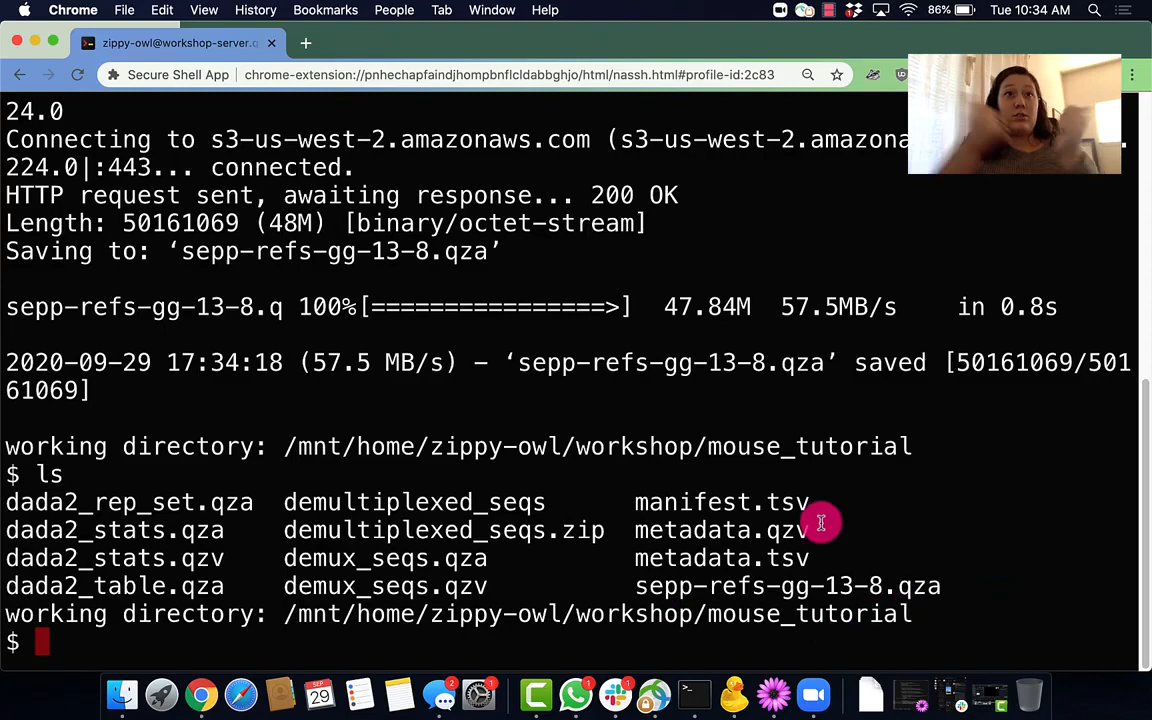 Chrome File Edit View History Bookmarks People Tab Window Help 86% Tue 10:34 AM
zippy-owl@workshop-server.q
Secure Shell App chrome-extension://pnhechapfaindjhompbnflcldabbghjo/html/nassh.html#profile-id:2c83
24.0
Connecting to s3-us-west-2.amazonaws.com (s3-us-west-2.amazona
224.0|:443... connected.
HTTP request sent, awaiting response... 200 OK
Length: 50161069 (48M) [binary/octet-stream]
Saving to: ‘sepp-refs-gg-13-8.qza’
sepp-refs-gg-13-8.q 100%[================>] 47.84M 57.5MB/s in 0.8s
2020-09-29 17:34:18 (57.5 MB/s) - ‘sepp-refs-gg-13-8.qza’ saved [50161069/501
61069]
working directory: /mnt/home/zippy-owl/workshop/mouse_tutorial
$ ls
dada2_rep_set.qza demultiplexed_seqs manifest.tsv
dada2_stats.qza demultiplexed_seqs.zip metadata.qzv
dada2_stats.qzv demux_seqs.qza metadata.tsv
dada2_table.qza demux_seqs.qzv sepp-refs-gg-13-8.qza
working directory: /mnt/home/zippy-owl/workshop/mouse_tutorial
$
SEP
29
2
1
1
1